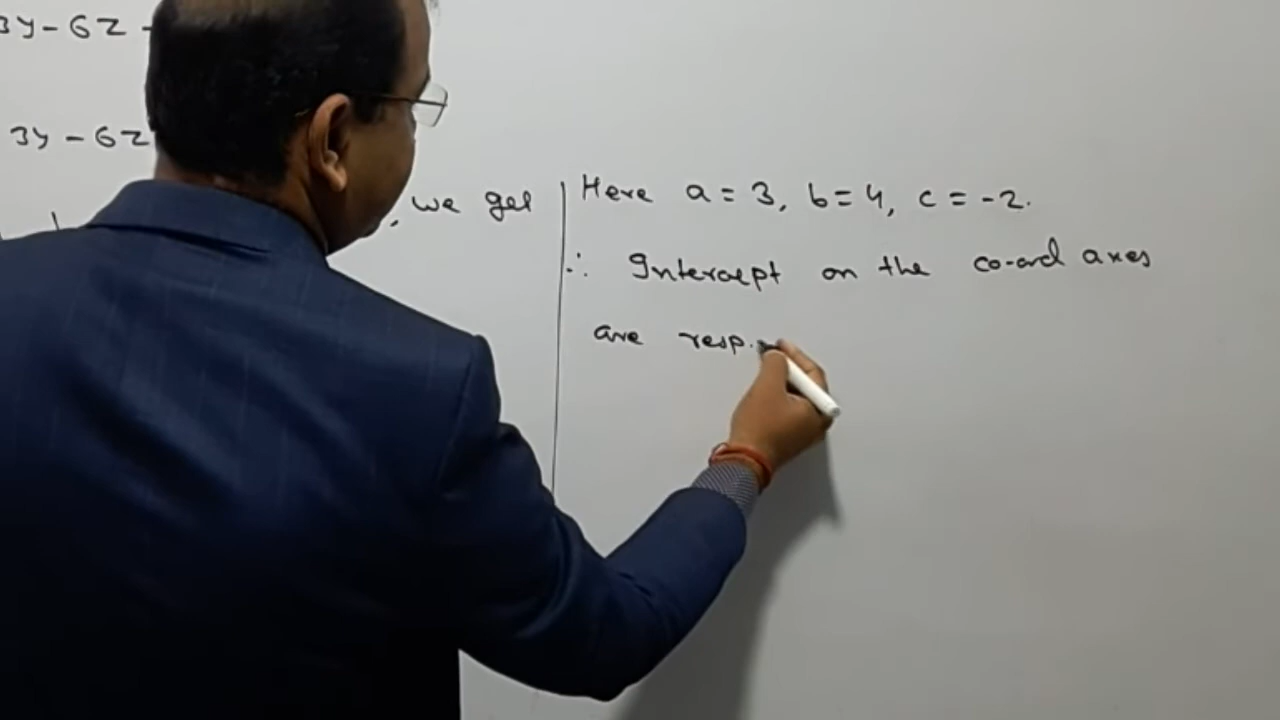 3y - 6z -
3y - 6z
, we get
Here a = 3, b = 4, c = -2.
∴ Intercept on the co-ord axes
are resp.